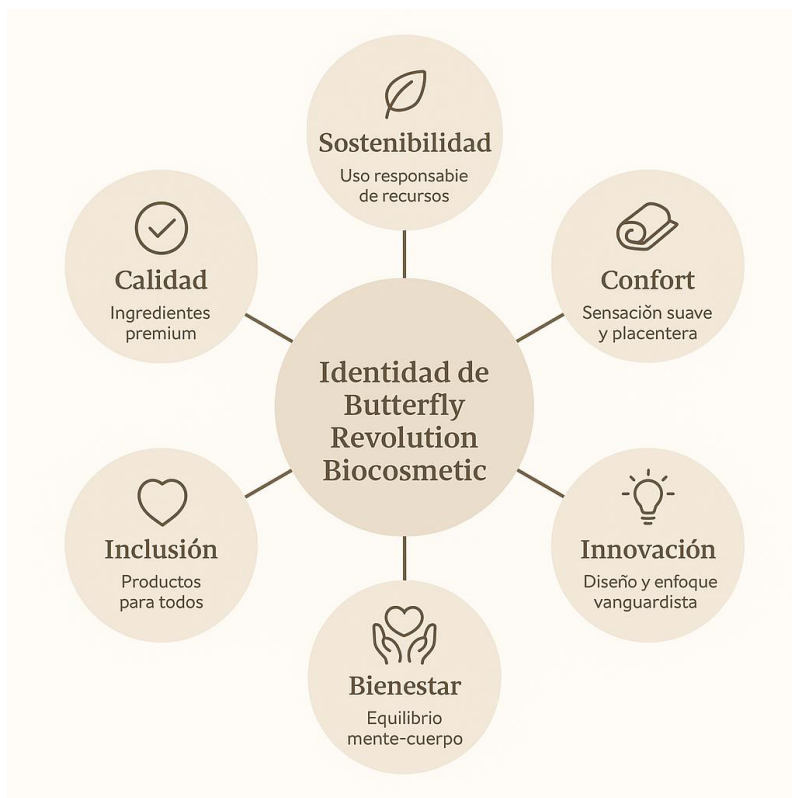 Sostenibilidad
Uso responsabie
de recursos
Calidad
Ingredientes
premium
Confort
Sensación suave
y placentera
Identidad de
Butterfly
Revolution
Biocosmetic
Inclusión
Productos
para todos
Innovación
Diseño y enfoque
vanguardista
Bienestar
Equilibrio
mente-cuerpo